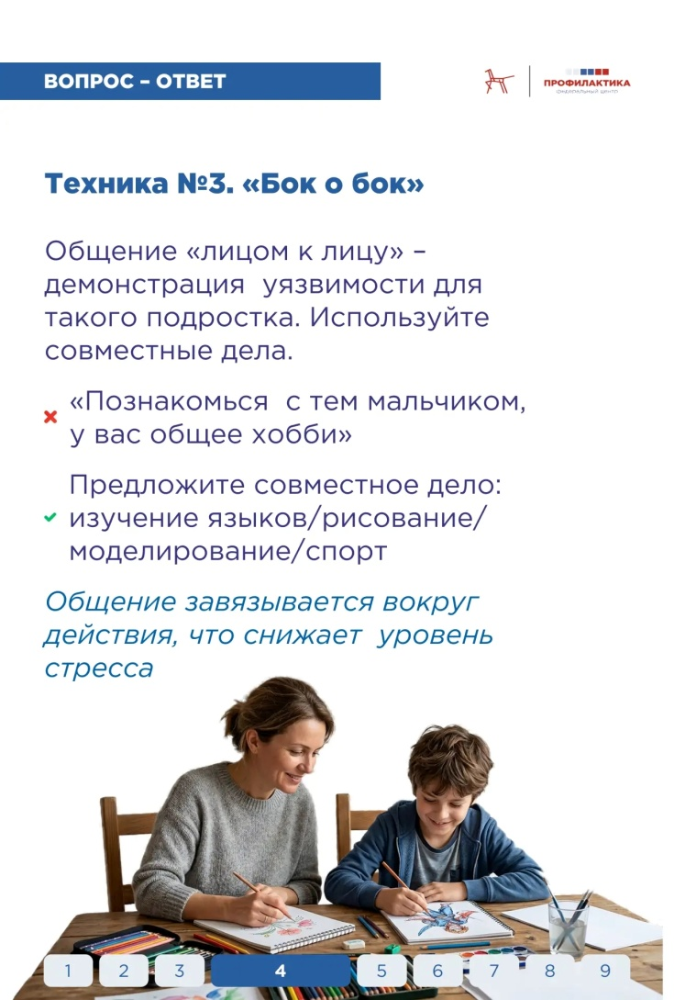 ВОПРОС – ОТВЕТ
ПРОФИЛАКТИКА
федеральный центр
Техника №3. «Бок о бок»
Общение «лицом к лицу» –
демонстрация уязвимости для
такого подростка. Используйте
совместные дела.
«Познакомься с тем мальчиком,
у вас общее хобби»
Предложите совместное дело:
изучение языков/рисование/
моделирование/спорт
Общение завязывается вокруг
действия, что снижает уровень
стресса
1 2 3 4 5 6 7 8 9